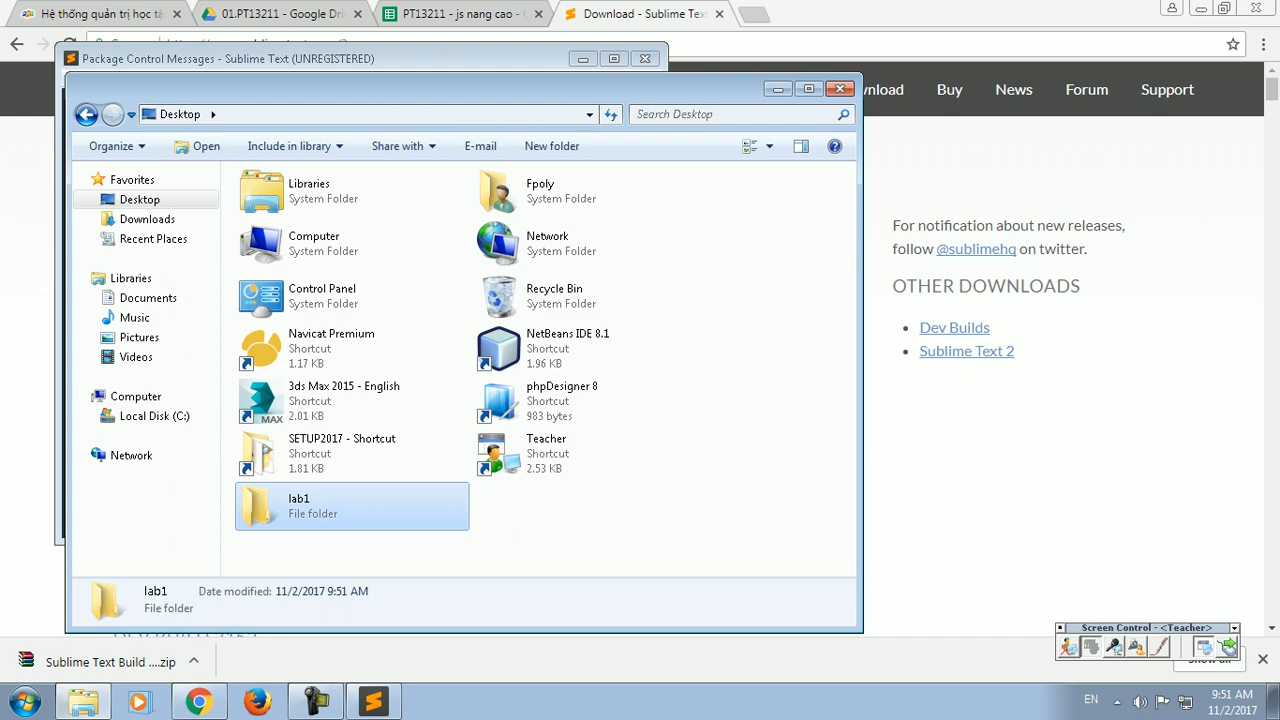 Hệ thống quản trị học tậ
01.PT13211 - Google Dri
PT13211 - js nang cao -
Download - Sublime Text
Package Control Messages - Sublime Text (UNREGISTERED)
Buy
News
Forum
Support
Desktop
Search Desktop
Organize
Open
Include in library
Share with
E-mail
New folder
Favorites
Desktop
Downloads
Recent Places
Libraries
Documents
Music
Pictures
Videos
Computer
Local Disk (C:)
Network
Libraries
System Folder
Fpoly
System Folder
Computer
System Folder
Network
System Folder
Control Panel
System Folder
Recycle Bin
System Folder
Navicat Premium
Shortcut
1.17 KB
NetBeans IDE 8.1
Shortcut
1.96 KB
3ds Max 2015 - English
Shortcut
2.01 KB
MAX
phpDesigner 8
Shortcut
983 bytes
SETUP2017 - Shortcut
Shortcut
1.81 KB
Teacher
Shortcut
2.53 KB
lab1
File folder
lab1
Date modified: 11/2/2017 9:51 AM
File folder
For notification about new releases,
follow @sublimehq on twitter.
OTHER DOWNLOADS
Dev Builds
Sublime Text 2
Screen Control - <Teacher>
Sublime Text Build ....zip
EN
9:51 AM
11/2/2017